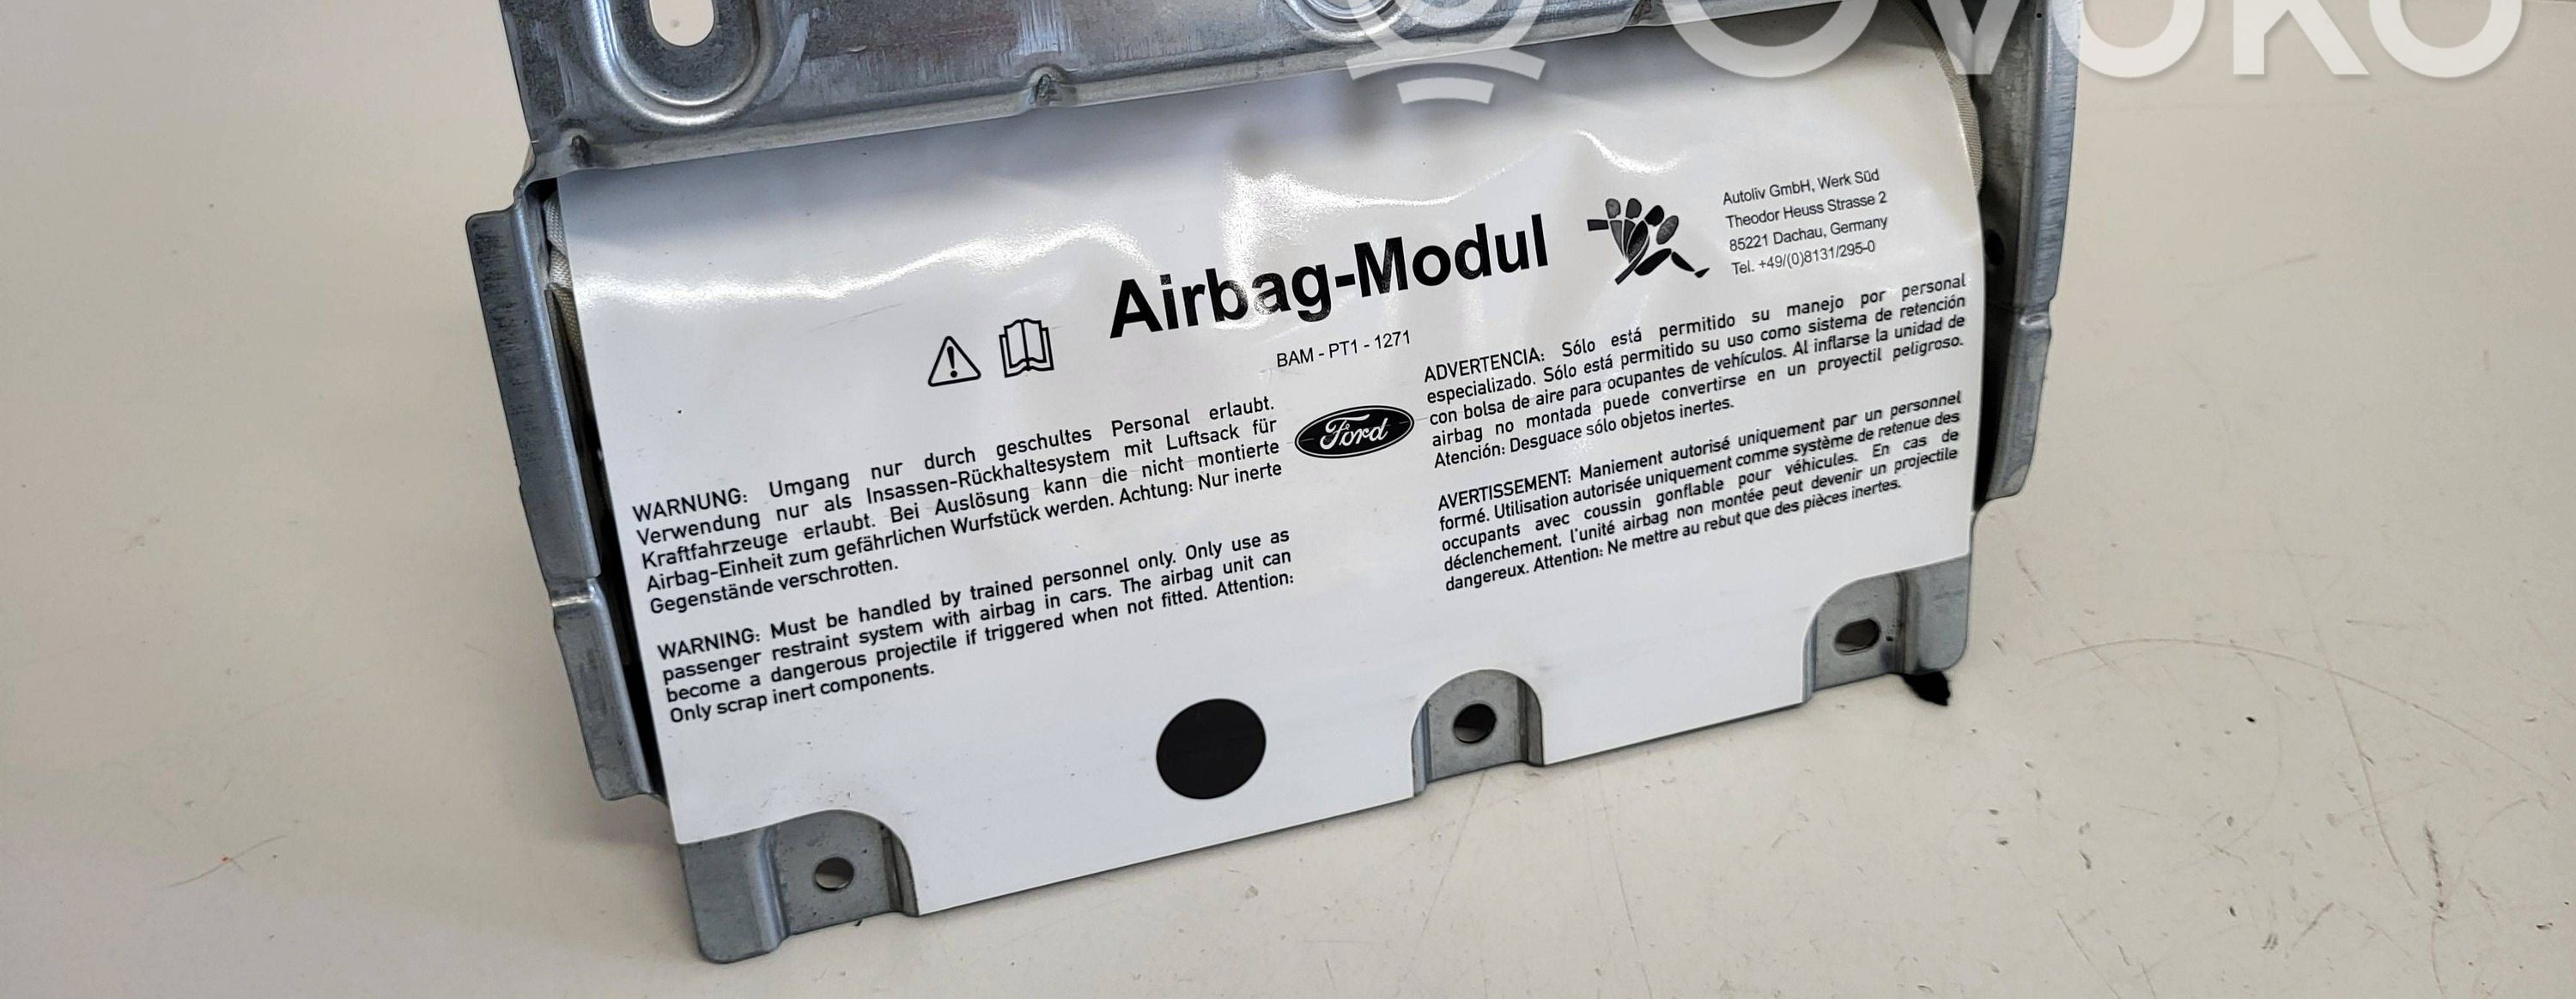 OVOKO
Airbag-Modul
Autoliv GmbH, Werk Süd
Theodor Heuss Strasse 2
85221 Dachau, Germany
Tel. +49/(0)8131/295-0
BAM - PT1 - 1271
WARNUNG: Umgang nur durch geschultes Personal erlaubt.
Verwendung nur als Insassen-Rückhaltesystem mit Luftsack für
Kraftfahrzeuge erlaubt. Bei Auslösung kann die nicht montierte
Airbag-Einheit zum gefährlichen Wurfstück werden. Achtung: Nur inerte
Gegenstände verschrotten.
WARNING: Must be handled by trained personnel only. Only use as
passenger restraint system with airbag in cars. The airbag unit can
become a dangerous projectile if triggered when not fitted. Attention:
Only scrap inert components.
Ford
ADVERTENCIA: Sólo está permitido su manejo por personal
especializado. Sólo está permitido su uso como sistema de retención
con bolsa de aire para ocupantes de vehículos. Al inflarse la unidad de
airbag no montada puede convertirse en un proyectil peligroso.
Atención: Desguace sólo objetos inertes.
AVERTISSEMENT: Maniement autorisé uniquement par un personnel
formé. Utilisation autorisée uniquement comme système de retenue des
occupants avec coussin gonflable pour véhicules. En cas de
déclenchement, l'unité airbag non montée peut devenir un projectile
dangereux. Attention: Ne mettre au rebut que des pièces inertes.